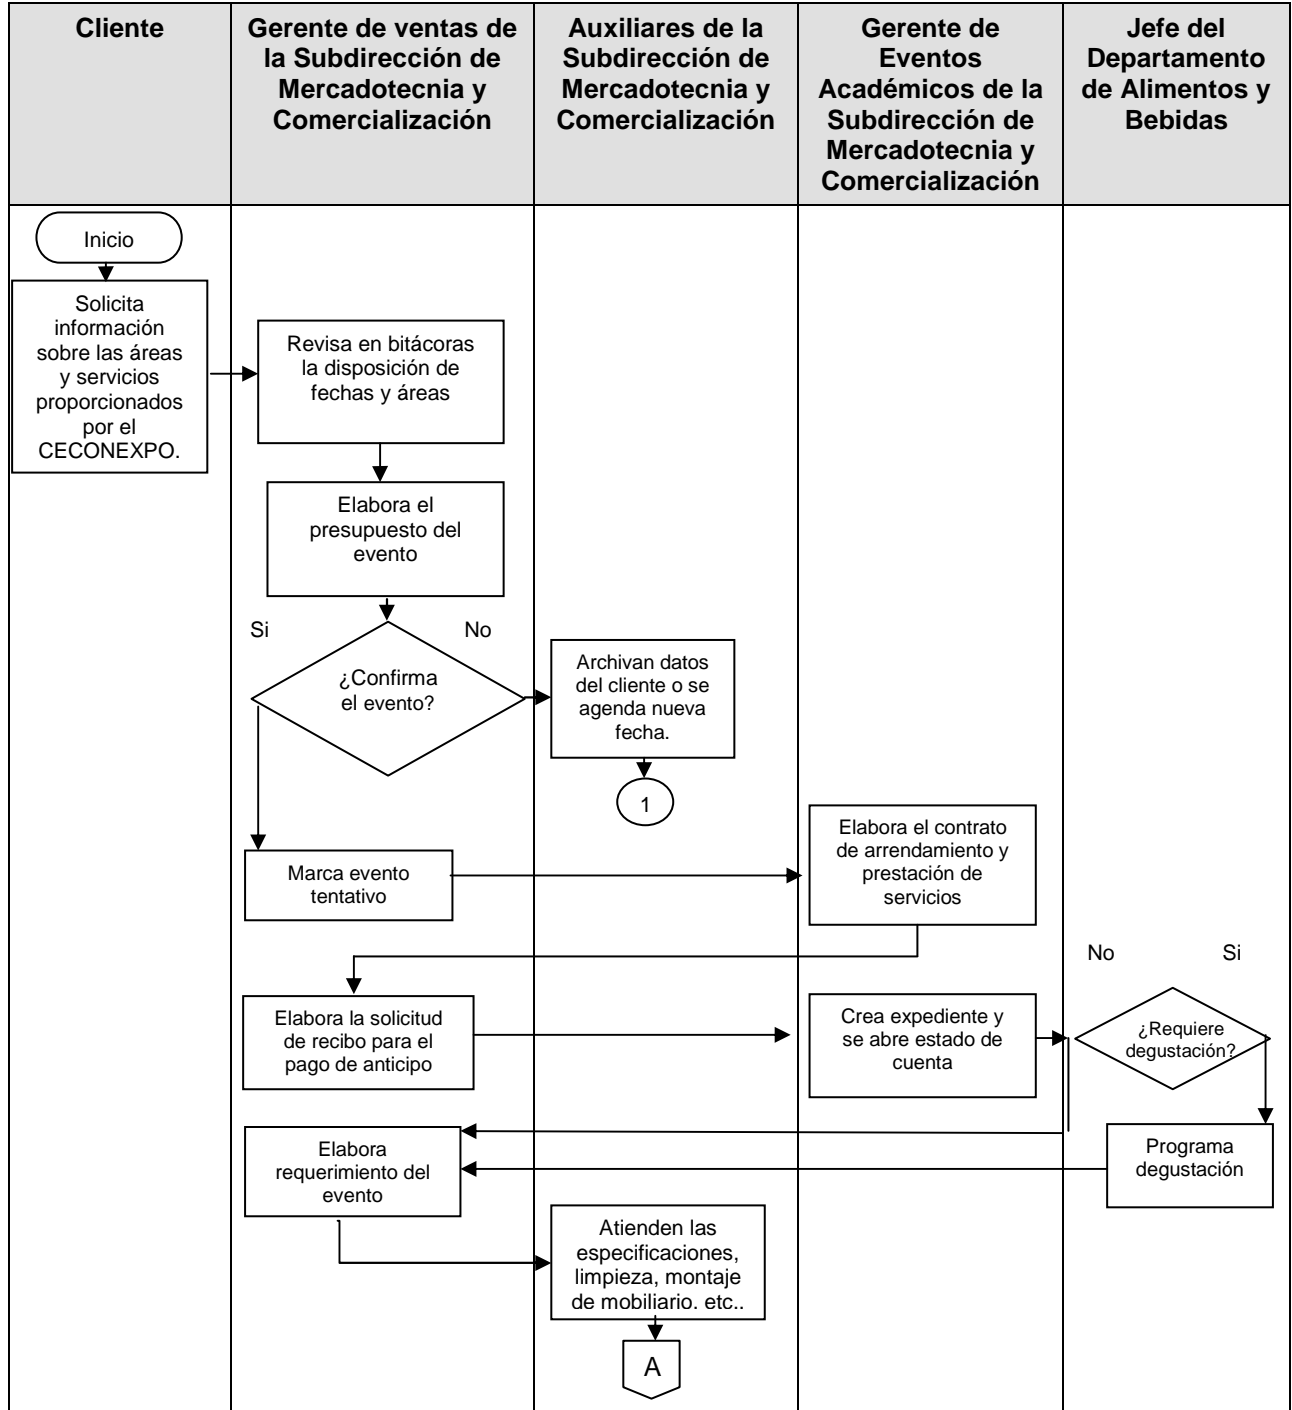 Cliente
Gerente de ventas de
la Subdirección de
Mercadotecnia y
Comercialización
Auxiliares de la
Subdirección de
Mercadotecnia y
Comercialización
Gerente de
Eventos
Académicos de la
Subdirección de
Mercadotecnia y
Comercialización
Jefe del
Departamento
de Alimentos y
Bebidas
Inicio
Solicita
información
sobre las áreas
y servicios
proporcionados
por el
CECONEXPO.
Revisa en bitácoras
la disposición de
fechas y áreas
Elabora el
presupuesto del
evento
Si
No
¿Confirma
el evento?
Archivan datos
del cliente o se
agenda nueva
fecha.
1
Marca evento
tentativo
Elabora el contrato
de arrendamiento y
prestación de
servicios
Elabora la solicitud
de recibo para el
pago de anticipo
Crea expediente y
se abre estado de
cuenta
No
Si
¿Requiere
degustación?
Programa
degustación
Elabora
requerimiento del
evento
Atienden las
especificaciones,
limpieza, montaje
de mobiliario. etc..
A